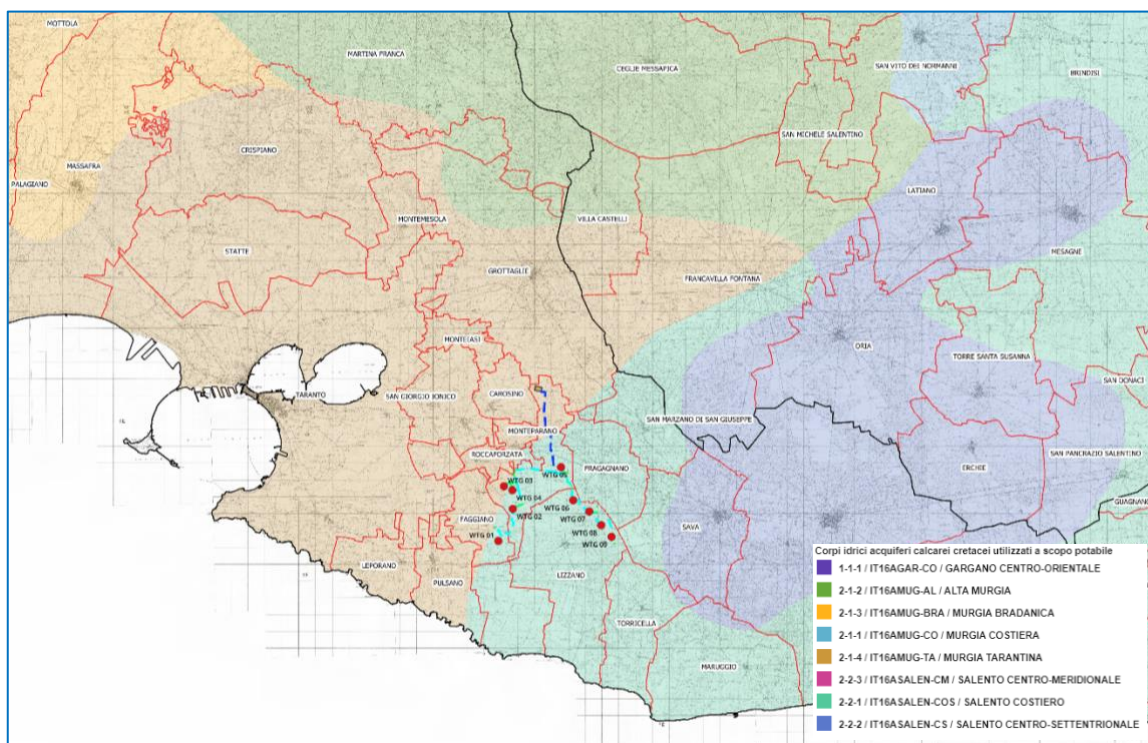 MOTTOLA
MARTINA FRANCA
CEGLIE MESSAPICA
SAN VITO DEI NORMANNI
BRINDISI
SAN MICHELE SALENTINO
CRISPIANO
MASSAFRA
PALAGIANO
LATIANO
MONTEMESOLA
VILLA CASTELLI
STATTE
MESAGNE
GROTTAGLIE
FRANCAVILLA FONTANA
MONTEIASI
ORIA
TORRE SANTA SUSANNA
SAN DONACI
TARANTO
SAN GIORGIO IONICO
CAROSINO
SAN MARZANO DI SAN GIUSEPPE
MONTEPARANO
ROCCAFORZATA
FRAGAGNANO
SAN PANCRAZIO SALENTINO
ERCHIE
GUAGNANO
WTG 05
WTG 03
WTG 04
WTG 06
WTG 02
FAGGIANO
WTG 07
SAVA
WTG 01
WTG 08
WTG 09
LEPORANO
PULSANO
LIZZANO
TORRICELLA
MARUGGIO
Corpi idrici acquiferi calcarei cretacei utilizzati a scopo potabile
1-1-1 / IT16AGAR-CO / GARGANO CENTRO-ORIENTALE
2-1-2 / IT16AMUG-AL / ALTA MURGIA
2-1-3 / IT16AMUG-BRA / MURGIA BRADANICA
2-1-1 / IT16AMUG-CO / MURGIA COSTIERA
2-1-4 / IT16AMUG-TA / MURGIA TARANTINA
2-2-3 / IT16ASALEN-CM / SALENTO CENTRO-MERIDIONALE
2-2-1 / IT16ASALEN-COS / SALENTO COSTIERO
2-2-2 / IT16ASALEN-CS / SALENTO CENTRO-SETTENTRIONALE